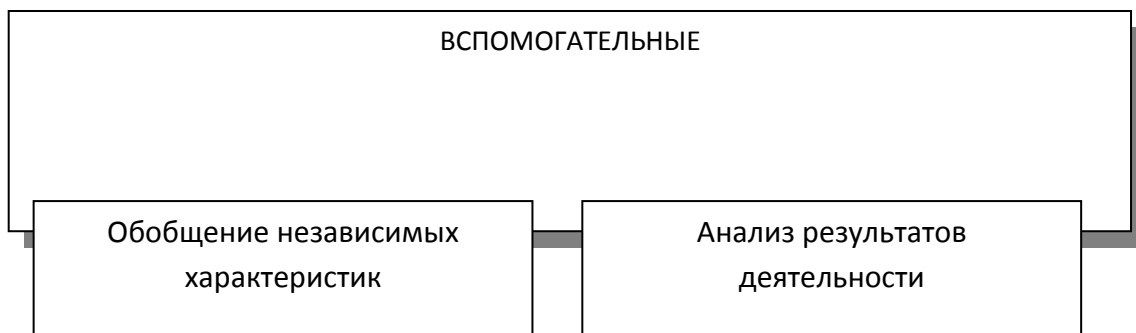 ВСПОМОГАТЕЛЬНЫЕ
Обобщение независимых
характеристик
Анализ результатов
деятельности